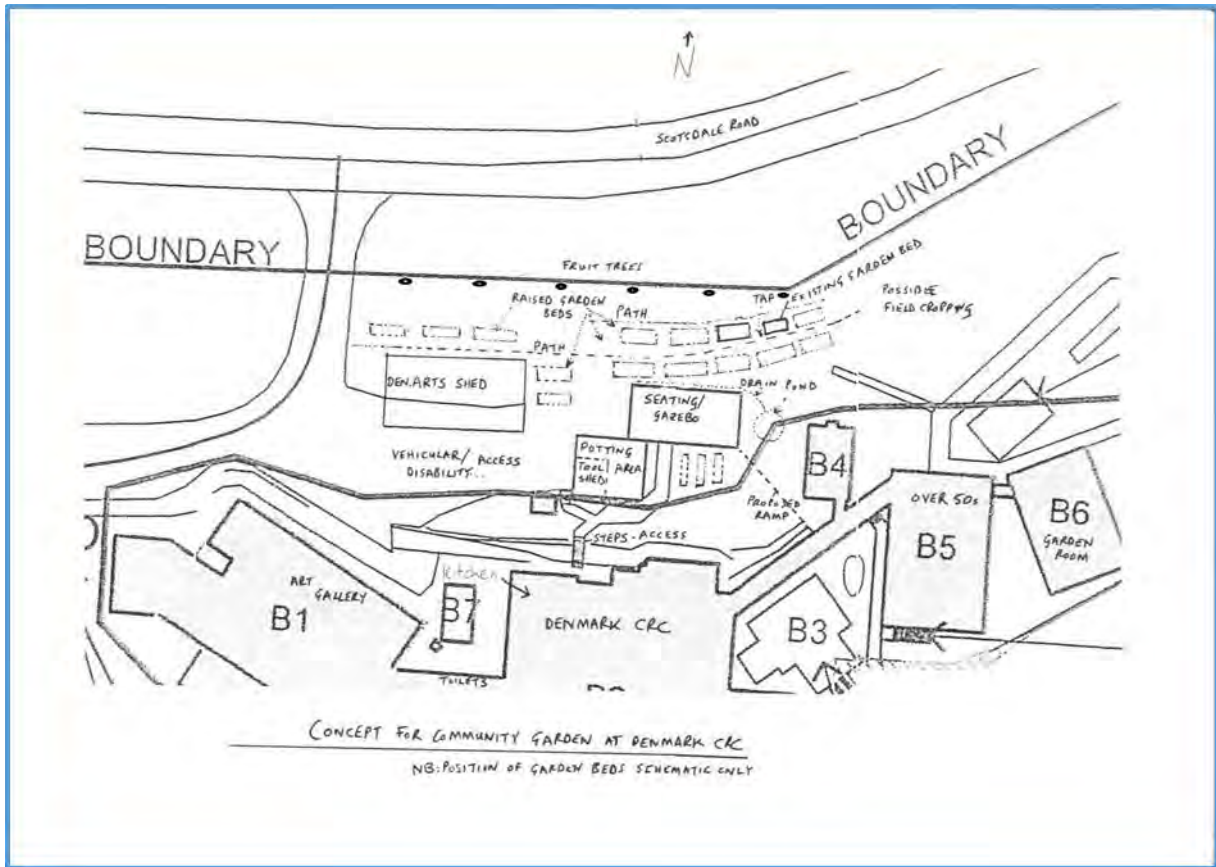 N
SCOTSDALE ROAD
BOUNDARY
BOUNDARY
FRUIT TREES
TAP
EXISTING GARDEN BED
POSSIBLE
FIELD CROPPING
RAISED GARDEN
BEDS
PATH
PATH
DEN.ARTS SHED
DRAIN POND
SEATING/
GAZEBO
VEHICULAR/ ACCESS
DISABILITY..
POTTING
TOOL AREA
SHED
B4
PROPOSED
RAMP
OVER 50s
B5
B6
GARDEN
ROOM
STEPS-ACCESS
Kitchen
ART
GALLERY
B1
B7
DENMARK CRC
B3
TOILETS
CONCEPT FOR COMMUNITY GARDEN AT DENMARK CRC
NB:POSITION OF GARDEN BEDS SCHEMATIC ONLY